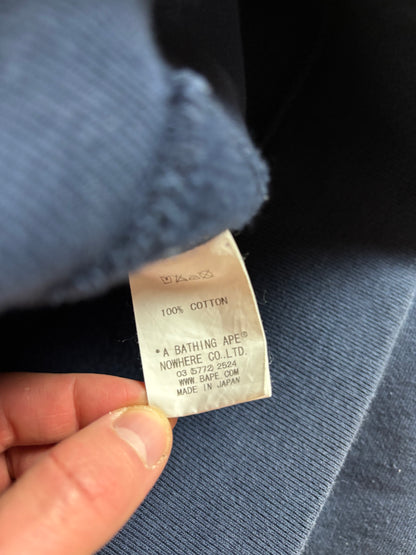 100% COTTON
*A BATHING APE®
NOWHERE CO.,LTD.
03 (5772) 2524
WWW.BAPE.COM
MADE IN JAPAN